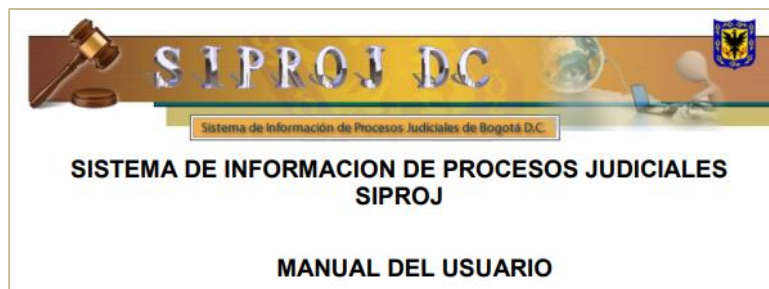 SIPROJ DC
Sistema de Información de Procesos Judiciales de Bogotá D.C.
SISTEMA DE INFORMACION DE PROCESOS JUDICIALES
SIPROJ
MANUAL DEL USUARIO